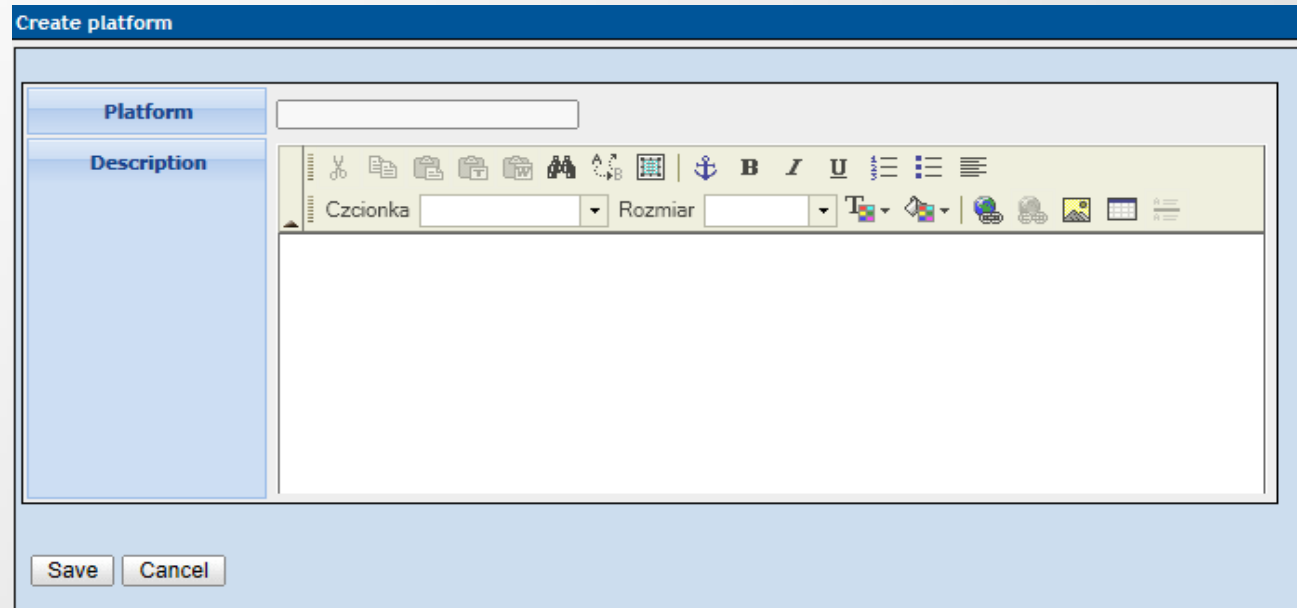 Create platform
Platform
Description
B I U
Czcionka Rozmiar
Save Cancel